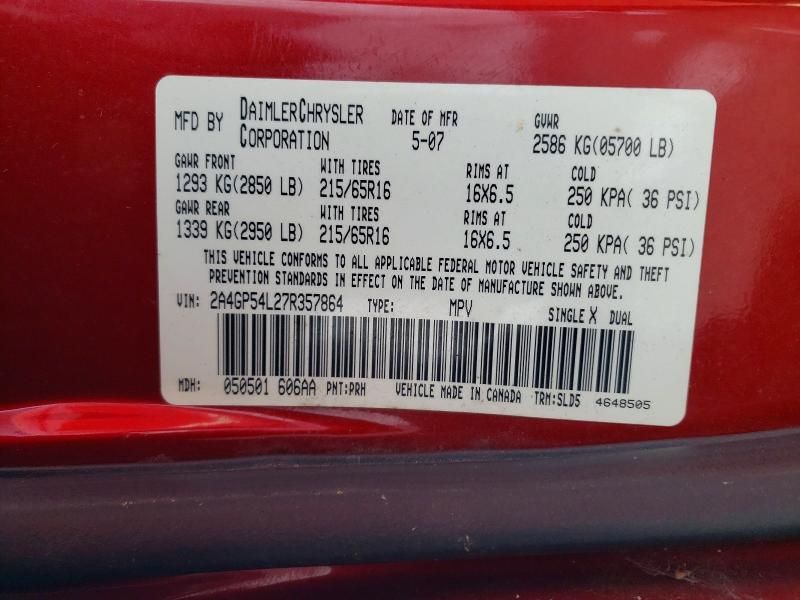 MFD BY DAIMLERCHRYSLER CORPORATION DATE OF MFR 5-07 GVWR 2586 KG(05700 LB)
GAWR FRONT WITH TIRES RIMS AT COLD
1293 KG(2850 LB) 215/65R16 16X6.5 250 KPA( 36 PSI)
GAWR REAR WITH TIRES RIMS AT COLD
1339 KG(2950 LB) 215/65R16 16X6.5 250 KPA( 36 PSI)
THIS VEHICLE CONFORMS TO ALL APPLICABLE FEDERAL MOTOR VEHICLE SAFETY AND THEFT
PREVENTION STANDARDS IN EFFECT ON THE DATE OF MANUFACTURE SHOWN ABOVE.
VIN: 2A4GP54L27R357864 TYPE: MPV SINGLE X DUAL
MDH: 050501 606AA PNT:PRH VEHICLE MADE IN CANADA TRM:SLD5 4648505